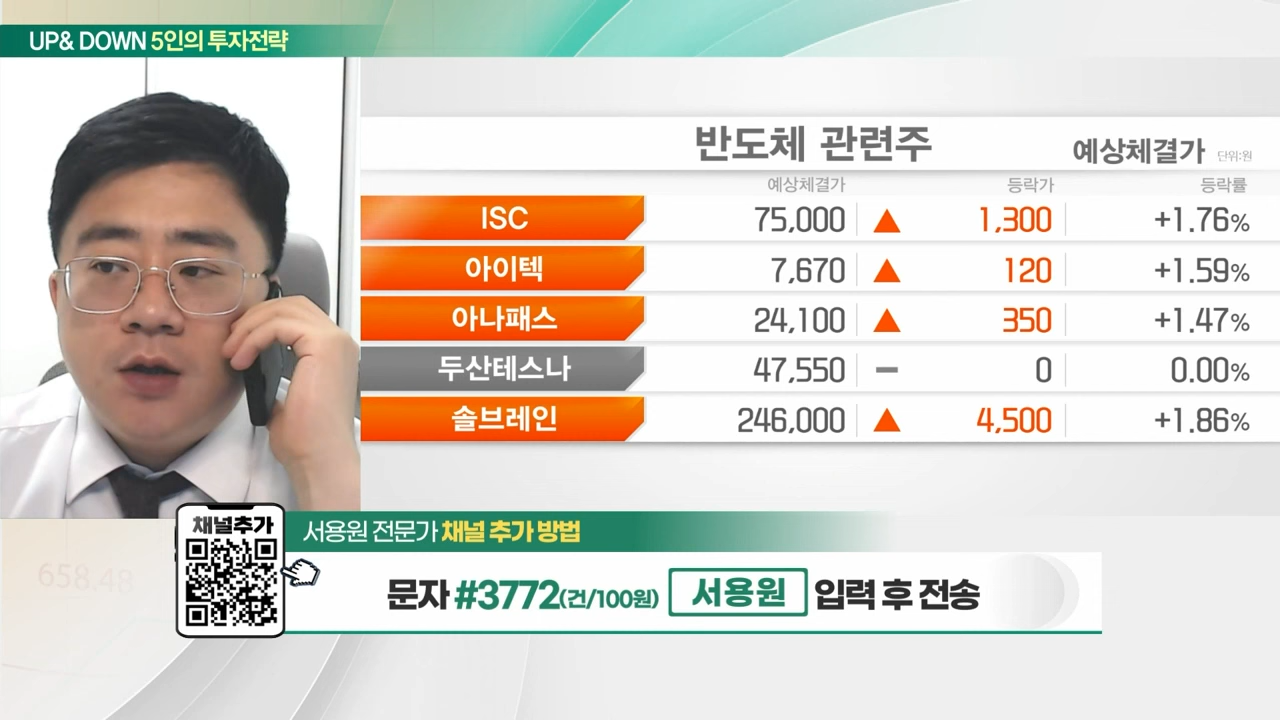 UP& DOWN 5인의 투자전략
반도체 관련주 예상체결가 단위:원
예상체결가 등락가 등락률
ISC 75,000 ▲ 1,300 +1.76%
아이텍 7,670 ▲ 120 +1.59%
아나패스 24,100 ▲ 350 +1.47%
두산테스나 47,550 - 0 0.00%
솔브레인 246,000 ▲ 4,500 +1.86%
채널추가
서용원 전문가 채널 추가 방법
문자 #3772(건/100원) 서용원 입력 후 전송
658.48